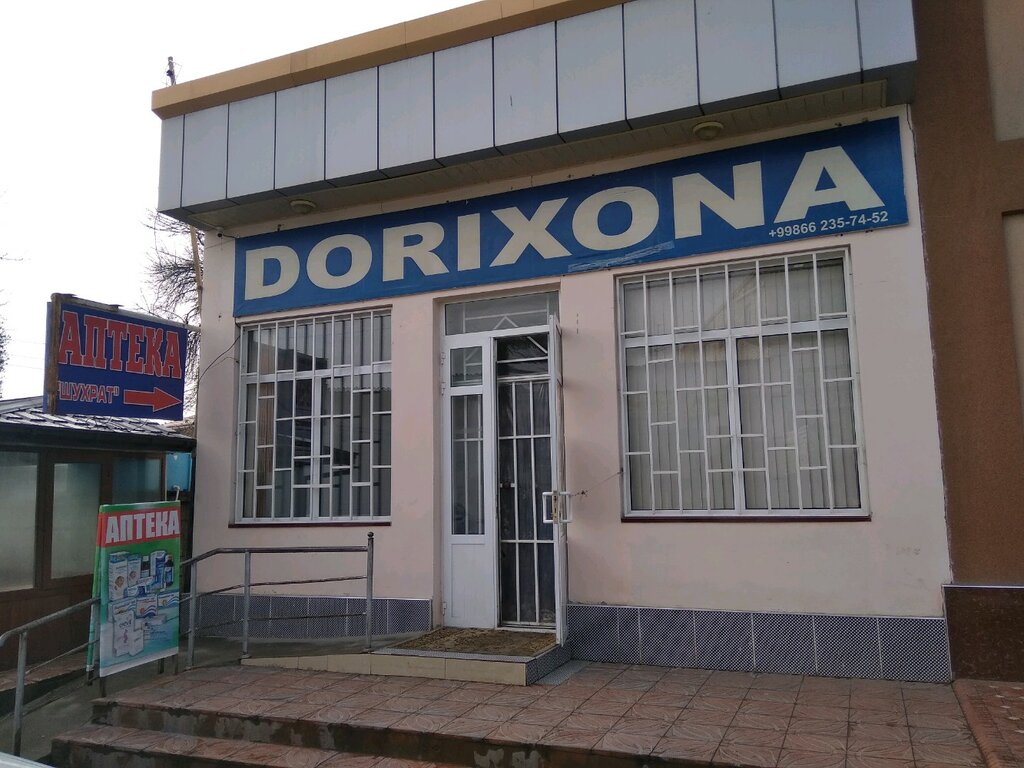 DORIXONA
+99866 235-74-52
АПТЕКА
"ШУХРАТ"
АПТЕКА